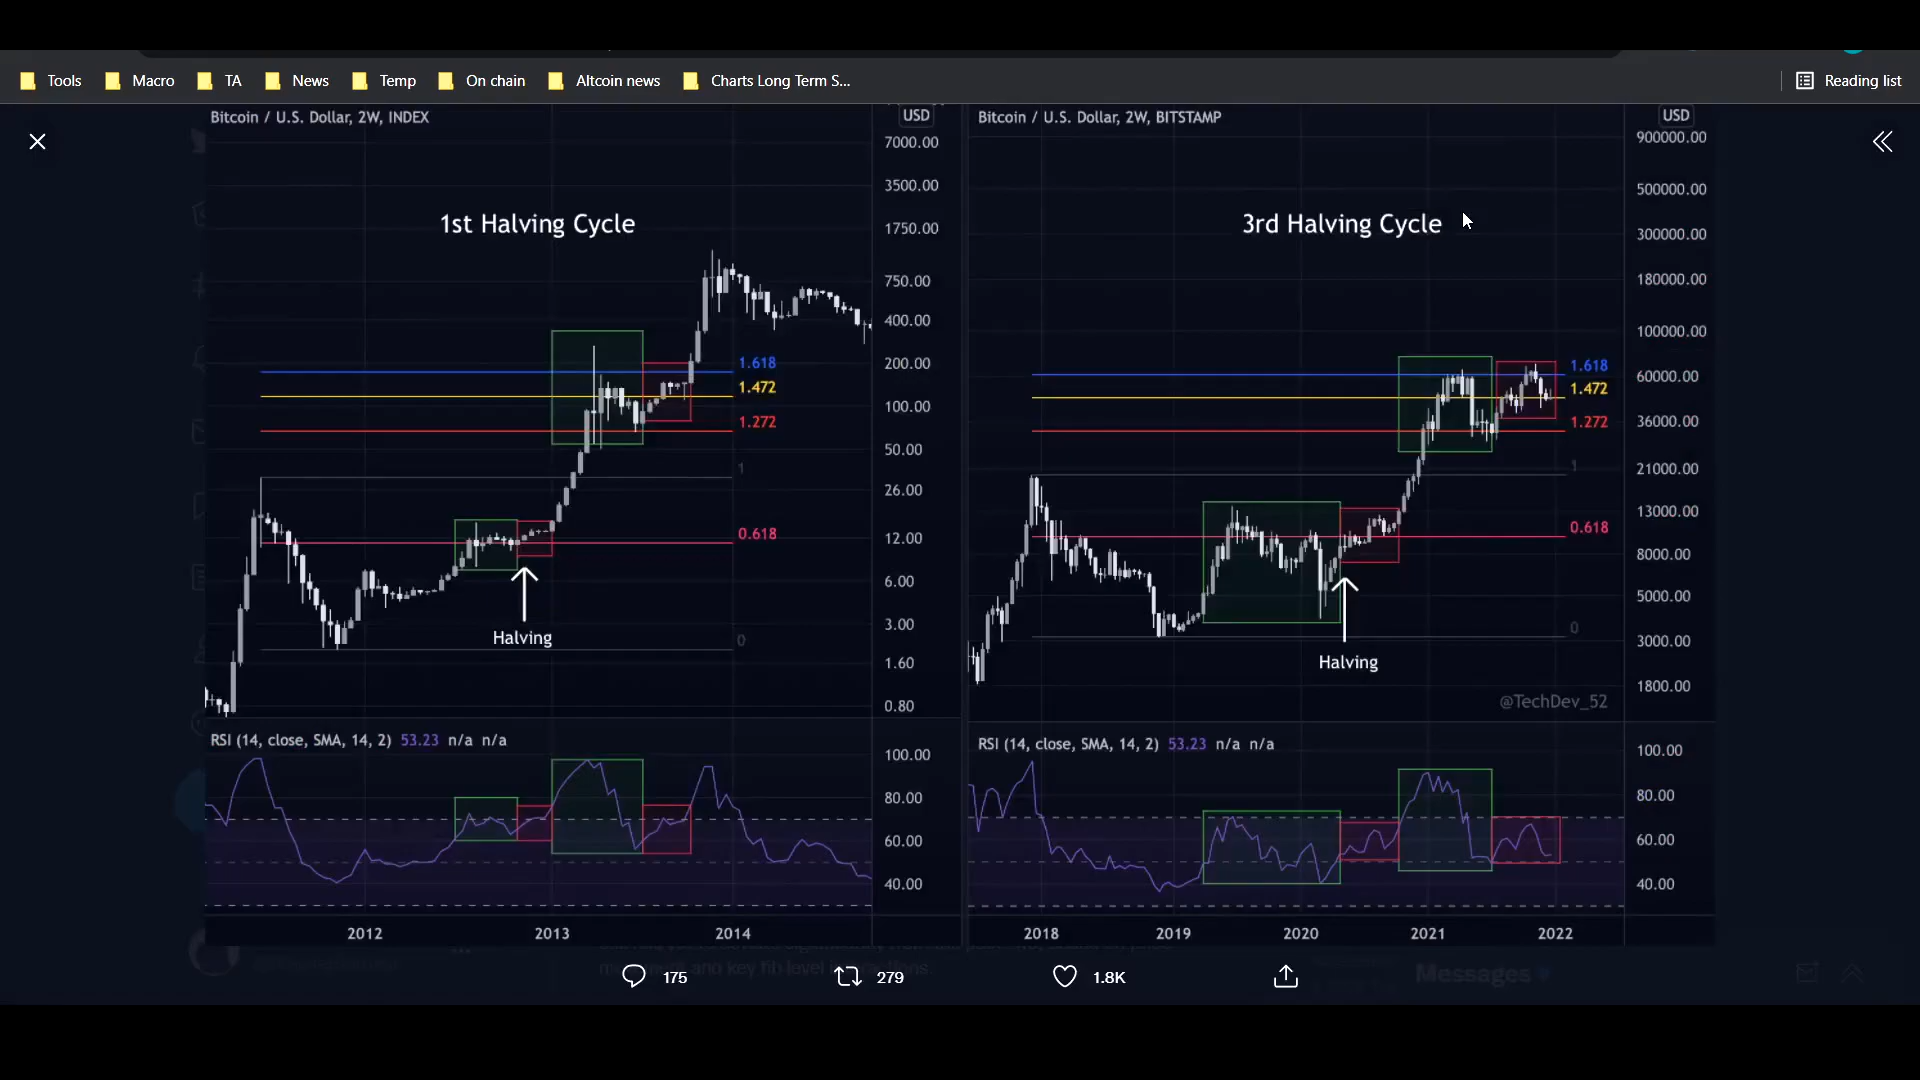 Tools Macro TA News Temp On chain Altcoin news Charts Long Term S... Reading list
Bitcoin / U.S. Dollar, 2W, INDEX
USD
7000.00
3500.00
1st Halving Cycle
1750.00
750.00
400.00
200.00
1.618
1.472
100.00
1.272
50.00
1
26.00
12.00
0.618
6.00
3.00
Halving
0
1.60
0.80
RSI (14, close, SMA, 14, 2) 53.23 n/a n/a
100.00
80.00
60.00
40.00
2012 2013 2014
Bitcoin / U.S. Dollar, 2W, BITSTAMP
USD
900000.00
500000.00
3rd Halving Cycle
300000.00
180000.00
100000.00
1.618
60000.00
1.472
1.272
36000.00
1
21000.00
13000.00
0.618
8000.00
5000.00
0
3000.00
Halving
1800.00
@TechDev_52
RSI (14, close, SMA, 14, 2) 53.23 n/a n/a
100.00
80.00
60.00
40.00
2018 2019 2020 2021 2022
175 279 1.8K
Messages